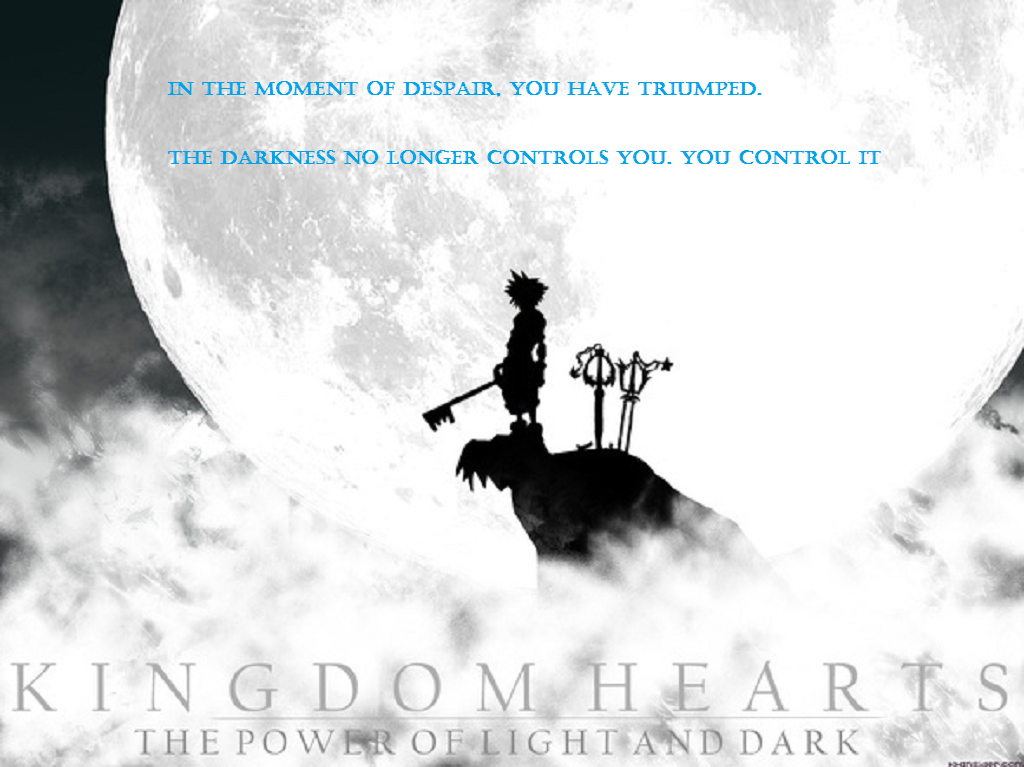 IN THE MOMENT OF DESPAIR, YOU HAVE TRIUMPED.
THE DARKNESS NO LONGER CONTROLS YOU. YOU CONTROL IT
KINGDOM HEARTS
THE POWER OF LIGHT AND DARK